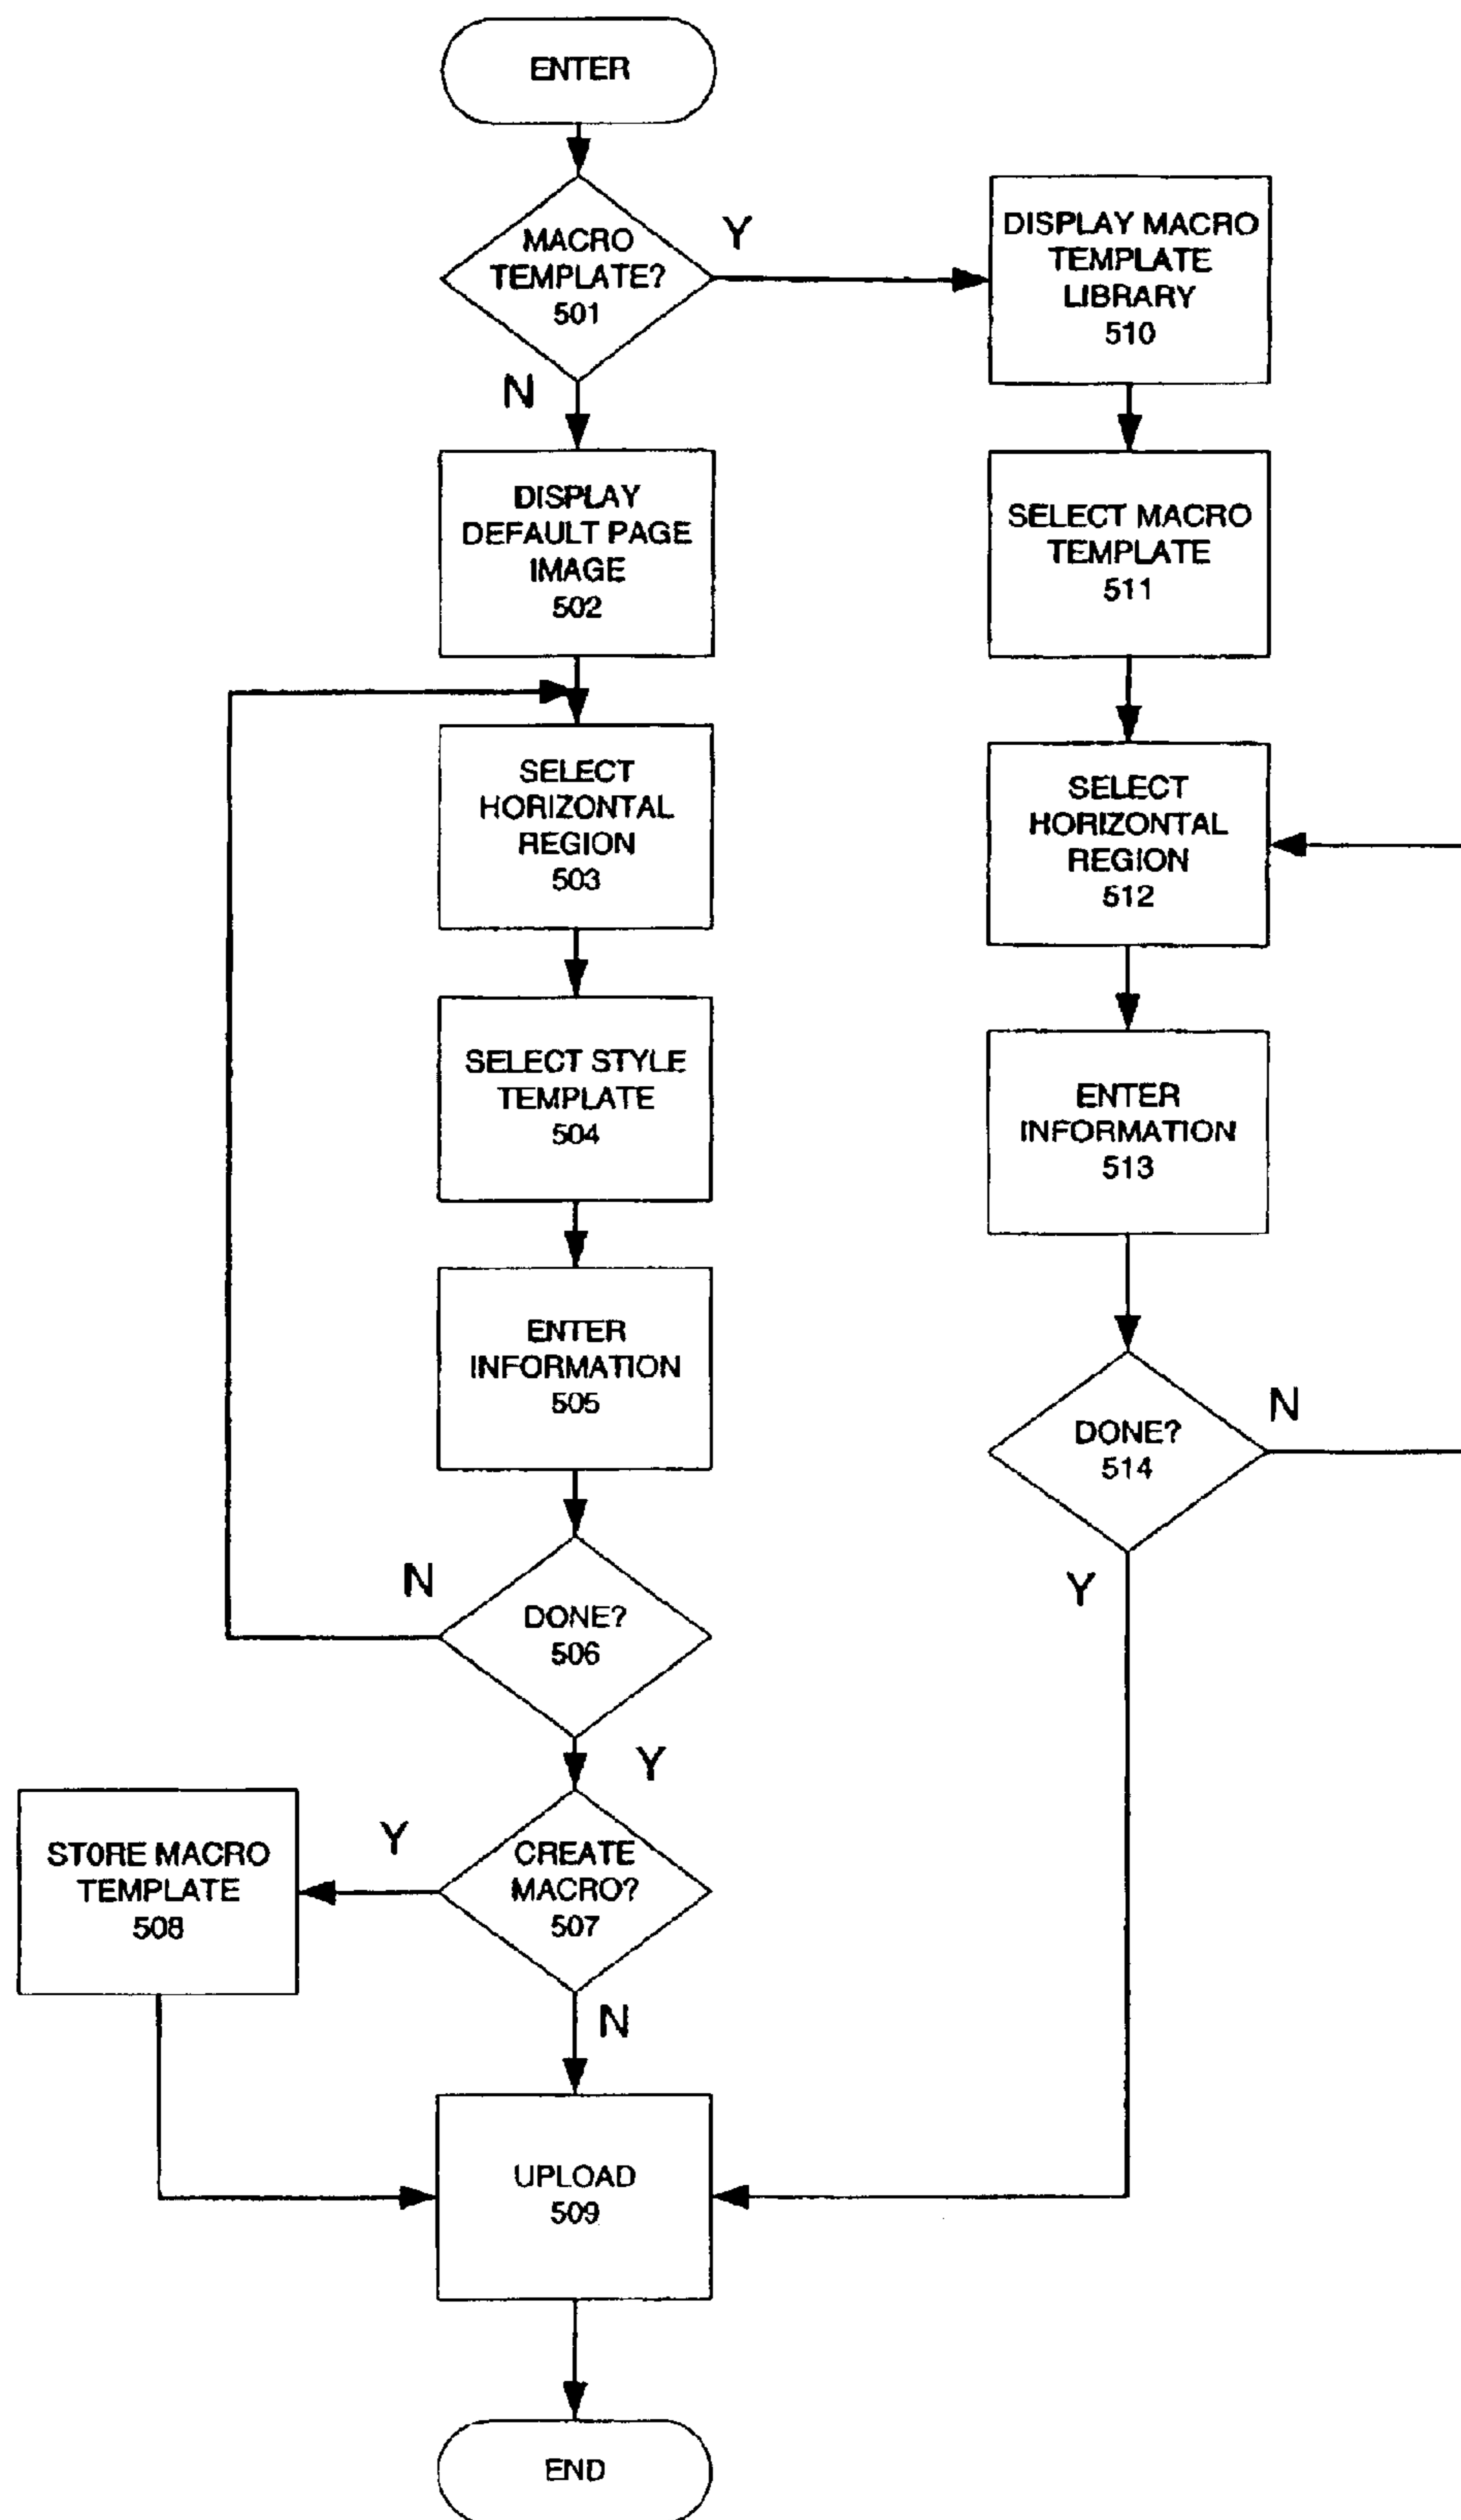 ENTER
MACRO
TEMPLATE?
501
Y
N
DISPLAY MACRO
TEMPLATE
LIBRARY
510
DISPLAY
DEFAULT PAGE
IMAGE
502
SELECT MACRO
TEMPLATE
511
SELECT
HORIZONTAL
REGION
503
SELECT
HORIZONTAL
REGION
512
SELECT STYLE
TEMPLATE
504
ENTER
INFORMATION
513
ENTER
INFORMATION
505
DONE?
514
N
Y
N
DONE?
506
Y
CREATE
MACRO?
507
Y
N
STORE MACRO
TEMPLATE
508
UPLOAD
509
END